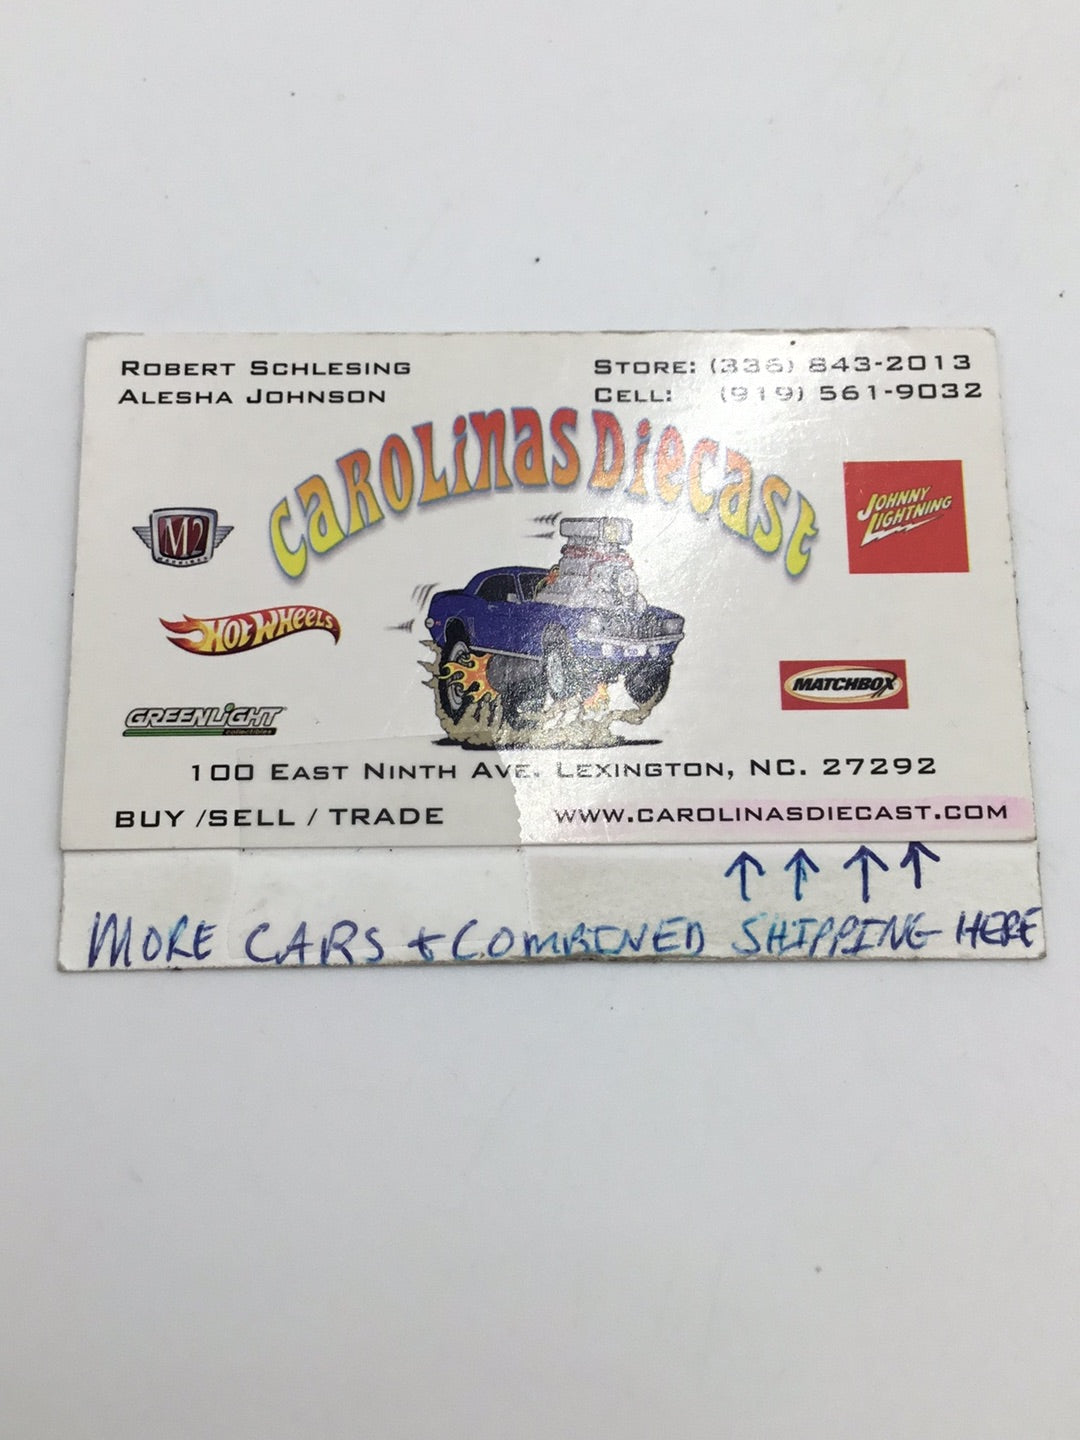 ROBERT SCHLESING
ALESHA JOHNSON
STORE: (336) 843-2013
CELL: (919) 561-9032
CAROLINAS DIECAST
M2
MACHINES
JOHNNY
LIGHTNING
HOT WHEELS
MATCHBOX
GREENLIGHT
collectibles
100 EAST NINTH AVE. LEXINGTON, NC. 27292
BUY /SELL / TRADE
WWW.CAROLINASDIECAST.COM
MORE CARS + COMBINED SHIPPING HERE